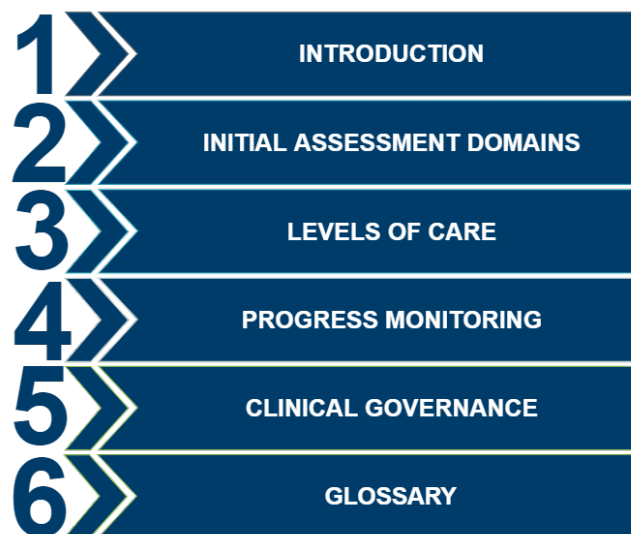 1 INTRODUCTION
2 INITIAL ASSESSMENT DOMAINS
3 LEVELS OF CARE
4 PROGRESS MONITORING
5 CLINICAL GOVERNANCE
6 GLOSSARY